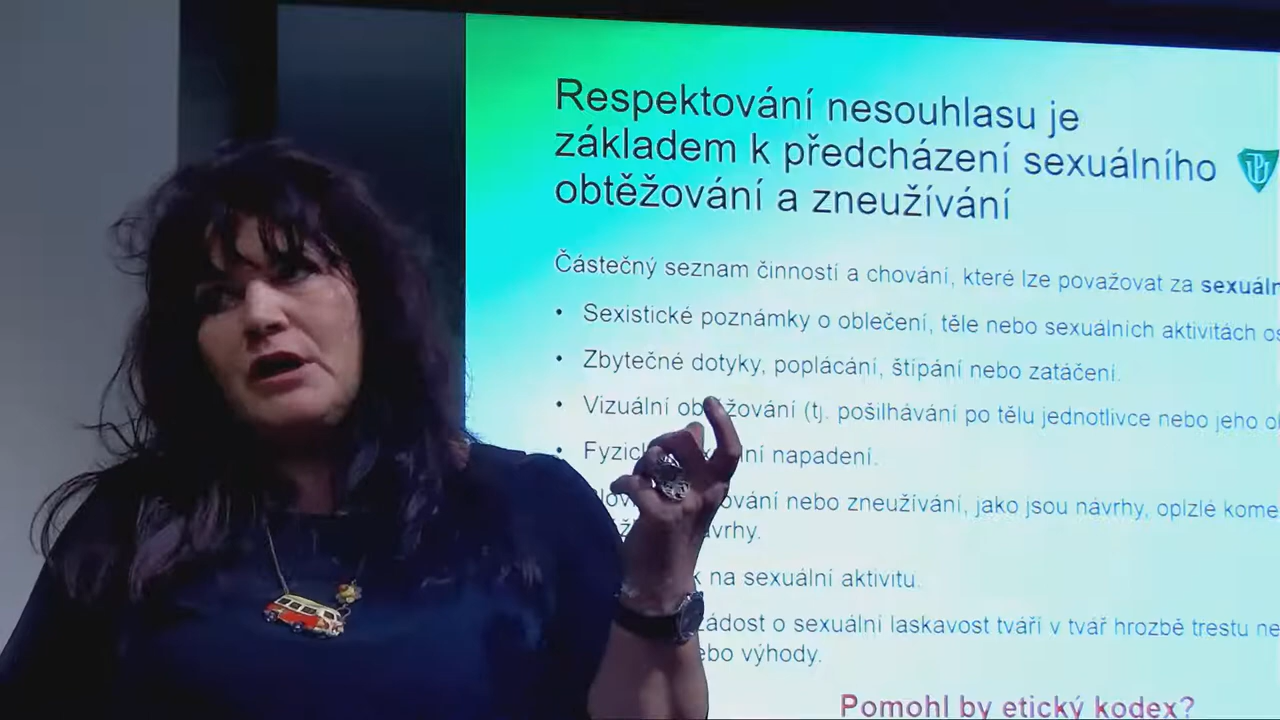 Respektování nesouhlasu je
základem k předcházení sexuálního
obtěžování a zneužívání
Částečný seznam činností a chování, které lze považovat za
• Sexistické poznámky o oblečení, těle nebo sexuálních aktivitách
• Zbytečné dotyky, poplácání, štípání nebo zatáčení.
• Vizuální (tj. pošilhávání po tělu jednotlivce nebo jeho
• napadení.
nebo zneužívání, jako jsou návrhy, oplzlé
na sexuální aktivitu.
o sexuální laskavost tváří v tvář hrozbě trestu
výhody.
Pomohl by etický kodex?